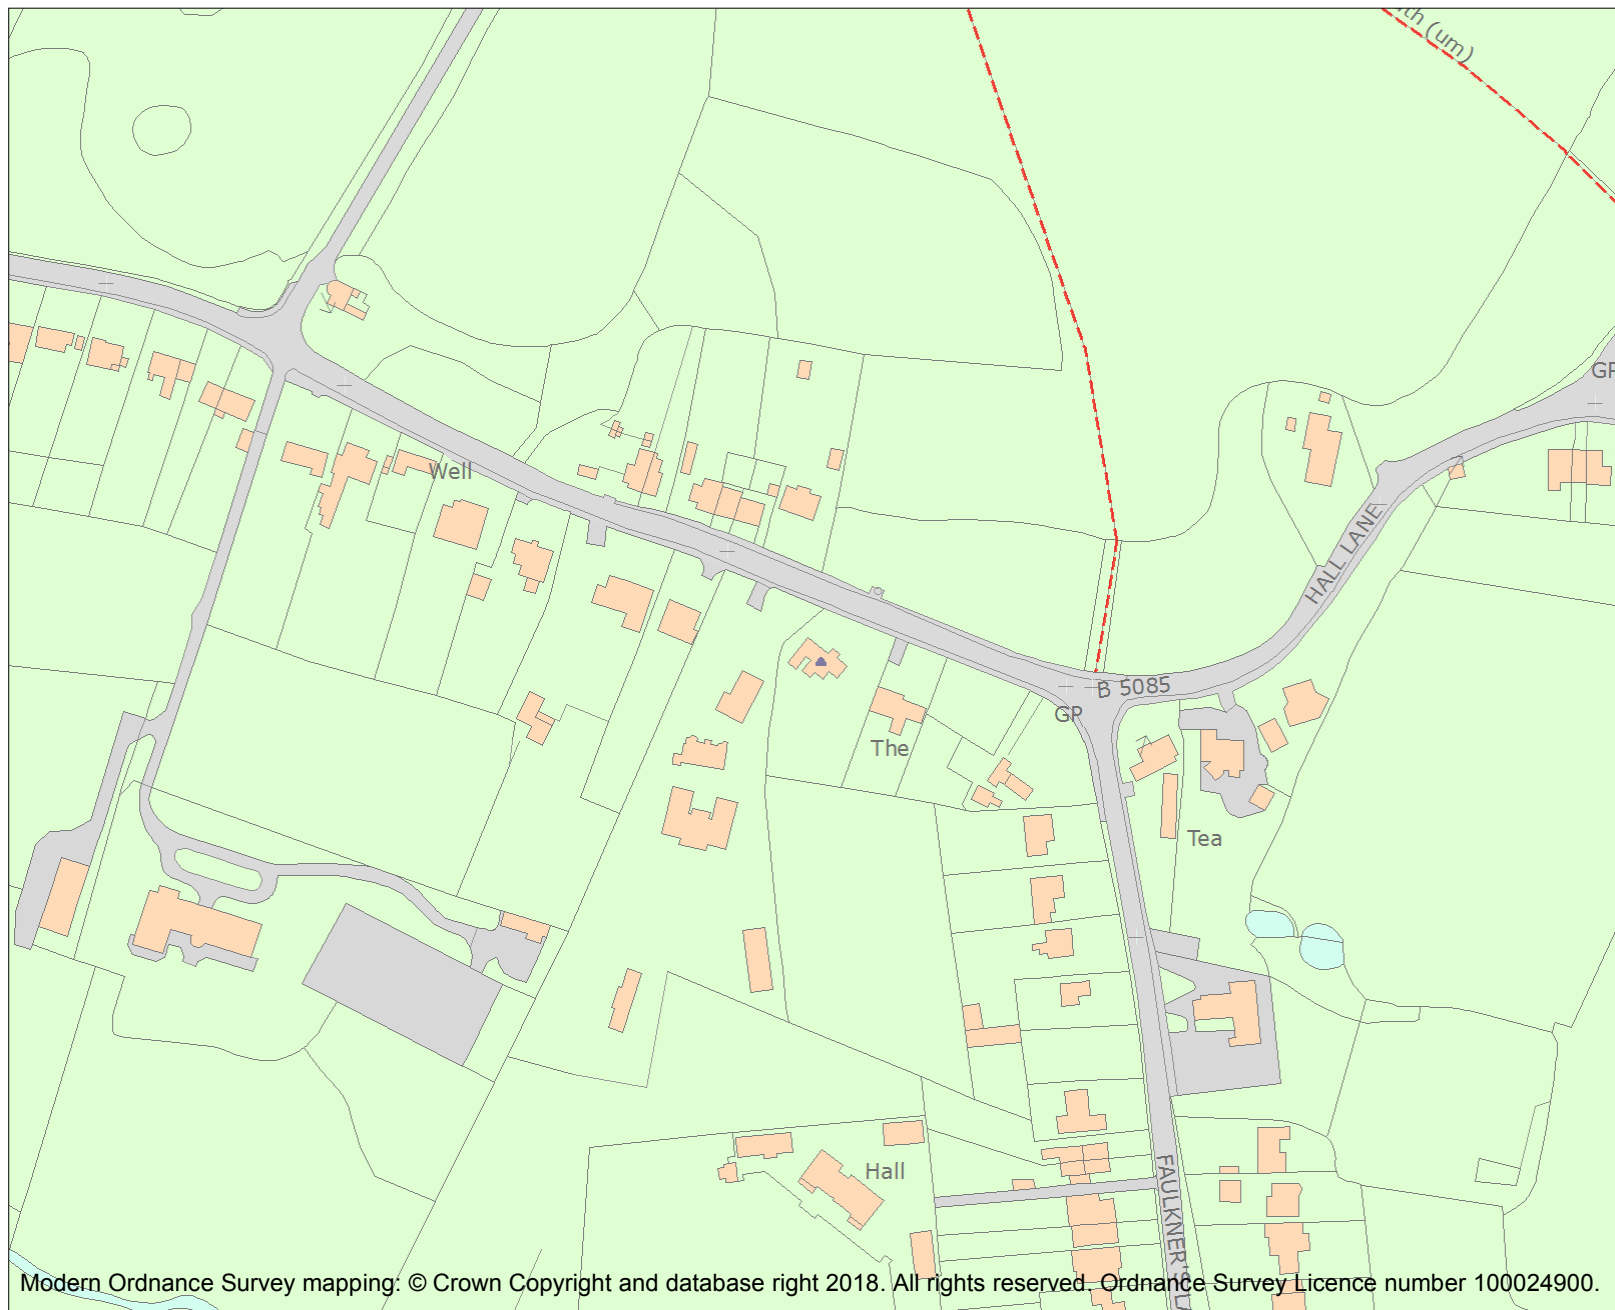 (um)
GP
Well
HALL LANE
B 5085
GP
The
Tea
Hall
FAULKNER'S
Modern Ordnance Survey mapping: © Crown Copyright and database right 2018. All rights reserved. Ordnance Survey Licence number 100024900.